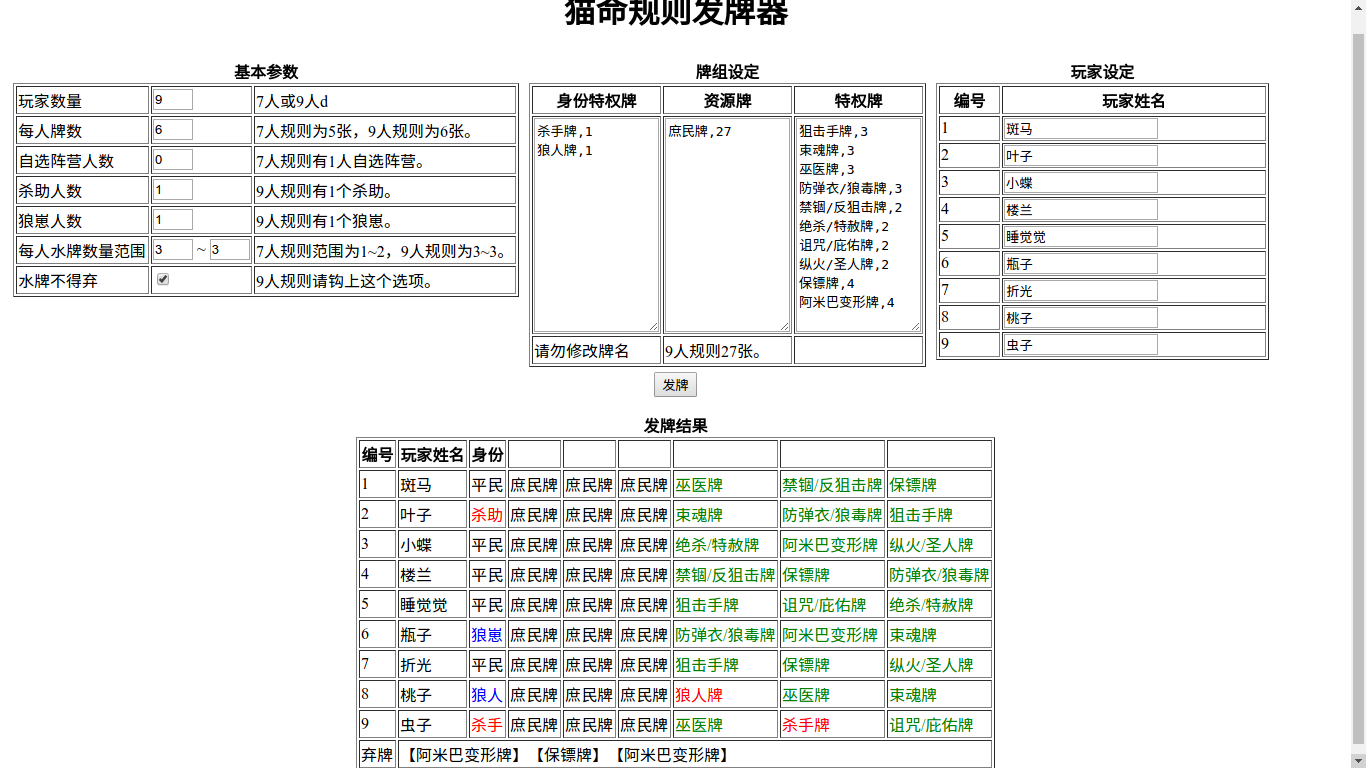 猫命规则发牌器
基本参数
玩家数量 9 7人或9人d
每人牌数 6 7人规则为5张，9人规则为6张。
自选阵营人数 0 7人规则有1人自选阵营。
杀助人数 1 9人规则有1个杀助。
狼崽人数 1 9人规则有1个狼崽。
每人水牌数量范围 3 ~ 3 7人规则范围为1~2，9人规则为3~3。
水牌不得弃 9人规则请钩上这个选项。
牌组设定
身份特权牌 资源牌 特权牌
杀手牌,1
狼人牌,1
庶民牌,27
狙击手牌,3
束魂牌,3
巫医牌,3
防弹衣/狼毒牌,3
禁锢/反狙击牌,2
绝杀/特赦牌,2
诅咒/庇佑牌,2
纵火/圣人牌,2
保镖牌,4
阿米巴变形牌,4
请勿修改牌名 9人规则27张。
玩家设定
编号 玩家姓名
1 斑马
2 叶子
3 小蝶
4 楼兰
5 睡觉觉
6 瓶子
7 折光
8 桃子
9 虫子
发牌
发牌结果
编号 玩家姓名 身份
1 斑马 平民 庶民牌 庶民牌 庶民牌 巫医牌 禁锢/反狙击牌 保镖牌
2 叶子 杀助 庶民牌 庶民牌 庶民牌 束魂牌 防弹衣/狼毒牌 狙击手牌
3 小蝶 平民 庶民牌 庶民牌 庶民牌 绝杀/特赦牌 阿米巴变形牌 纵火/圣人牌
4 楼兰 平民 庶民牌 庶民牌 庶民牌 禁锢/反狙击牌 保镖牌 防弹衣/狼毒牌
5 睡觉觉 平民 庶民牌 庶民牌 庶民牌 狙击手牌 诅咒/庇佑牌 绝杀/特赦牌
6 瓶子 狼崽 庶民牌 庶民牌 庶民牌 防弹衣/狼毒牌 阿米巴变形牌 束魂牌
7 折光 平民 庶民牌 庶民牌 庶民牌 狙击手牌 保镖牌 纵火/圣人牌
8 桃子 狼人 庶民牌 庶民牌 庶民牌 狼人牌 巫医牌 束魂牌
9 虫子 杀手 庶民牌 庶民牌 庶民牌 巫医牌 杀手牌 诅咒/庇佑牌
弃牌 【阿米巴变形牌】【保镖牌】【阿米巴变形牌】